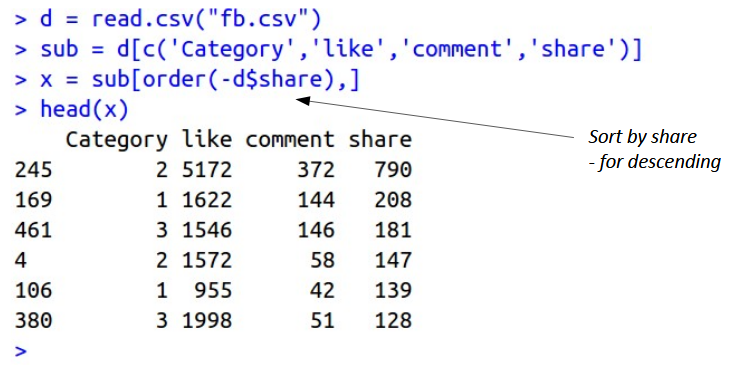 > d = read.csv("fb.csv")
> sub = d[c('Category','like','comment','share')]
> x = sub[order(-d$share),]
> head(x)
    Category like comment share
245        2 5172     372   790
169        1 1622     144   208
461        3 1546     146   181
4          2 1572      58   147
106        1  955      42   139
380        3 1998      51   128
>
Sort by share
- for descending